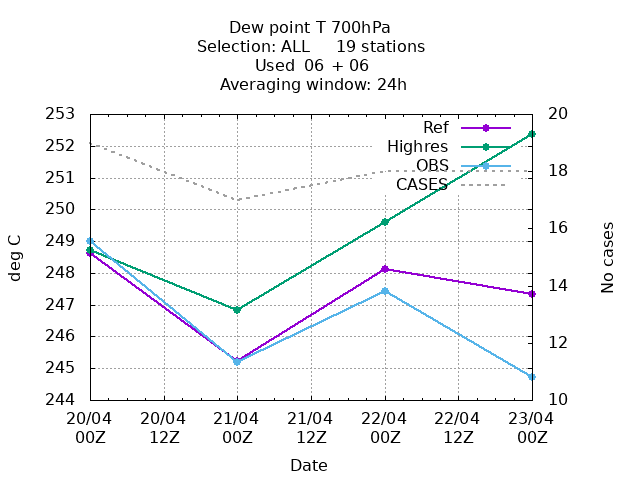 Dew point T 700hPa
Selection: ALL     19 stations
Used  06 + 06
Averaging window: 24h
253
252
251
250
249
248
247
246
245
244
20
18
16
14
12
10
deg C
No cases
Ref
Highres
OBS
CASES
20/04 20/04 21/04 21/04 22/04 22/04 23/04
00Z 12Z 00Z 12Z 00Z 12Z 00Z
Date